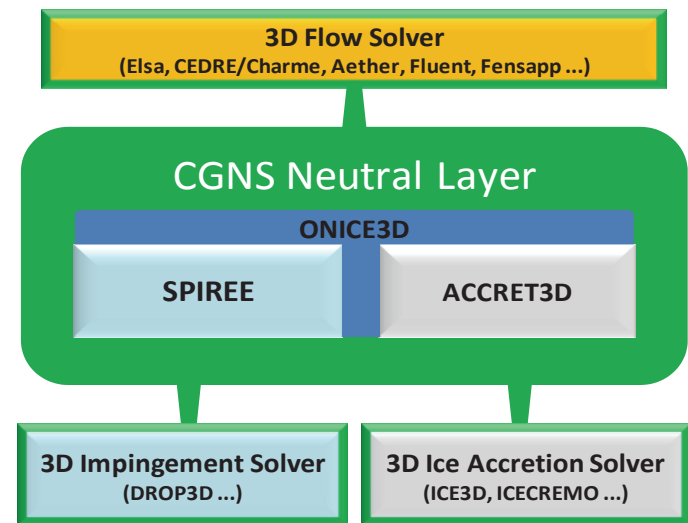 3D Flow Solver
(Elsa, CEDRE/Charme, Aether, Fluent, Fensapp ...)
CGNS Neutral Layer
ONICE3D
SPIREE
ACCRET3D
3D Impingement Solver
(DROP3D ...)
3D Ice Accretion Solver
(ICE3D, ICECREMO ...)